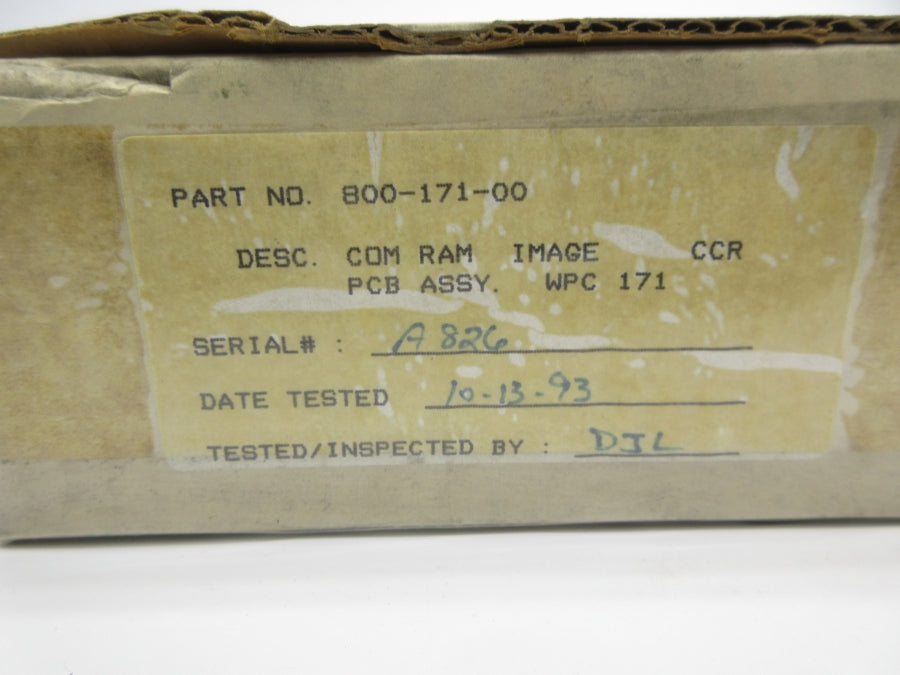 PART NO. 800-171-00
DESC. COM RAM IMAGE CCR
PCB ASSY. WPC 171
SERIAL# : A826
DATE TESTED 10-13-93
TESTED/INSPECTED BY : DJL